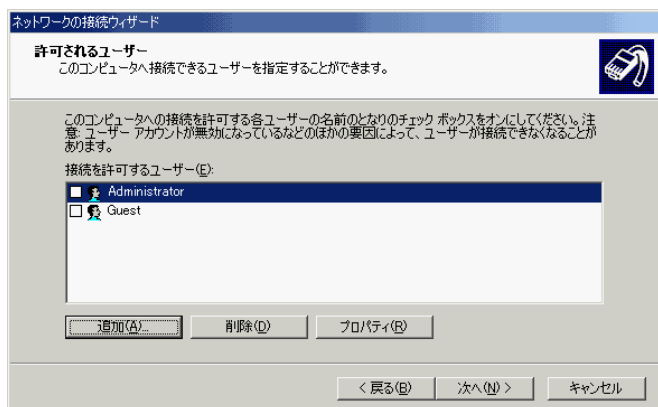 ネットワークの接続ウィザード
許可されるユーザー
このコンピュータへ接続できるユーザーを指定することができます。
このコンピュータへの接続を許可する各ユーザーの名前のとなりのチェック ボックスをオンにしてください。注
意: ユーザー アカウントが無効になっているなどのほかの要因によって、ユーザーが接続できなくなることが
あります。
接続を許可するユーザー(E):
Administrator
Guest
追加(A)... 削除(D) プロパティ(R)
< 戻る(B) 次へ(N) > キャンセル